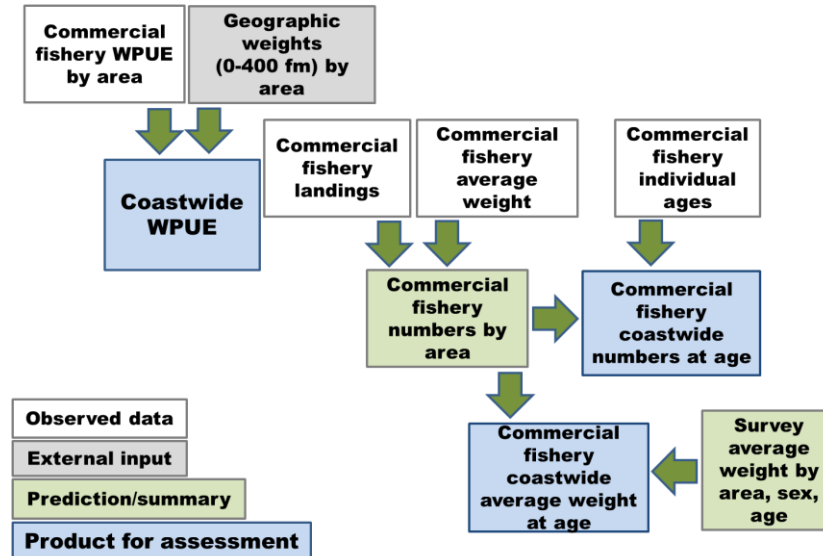 Commercial
fishery WPUE
by area
Geographic
weights
(0-400 fm) by
area
Coastwide
WPUE
Commercial
fishery
landings
Commercial
fishery
average
weight
Commercial
fishery
individual
ages
Commercial
fishery
numbers by
area
Commercial
fishery
coastwide
numbers at age
Observed data
External input
Prediction/summary
Product for assessment
Commercial
fishery
coastwide
average weight
at age
Survey
average
weight by
area, sex,
age